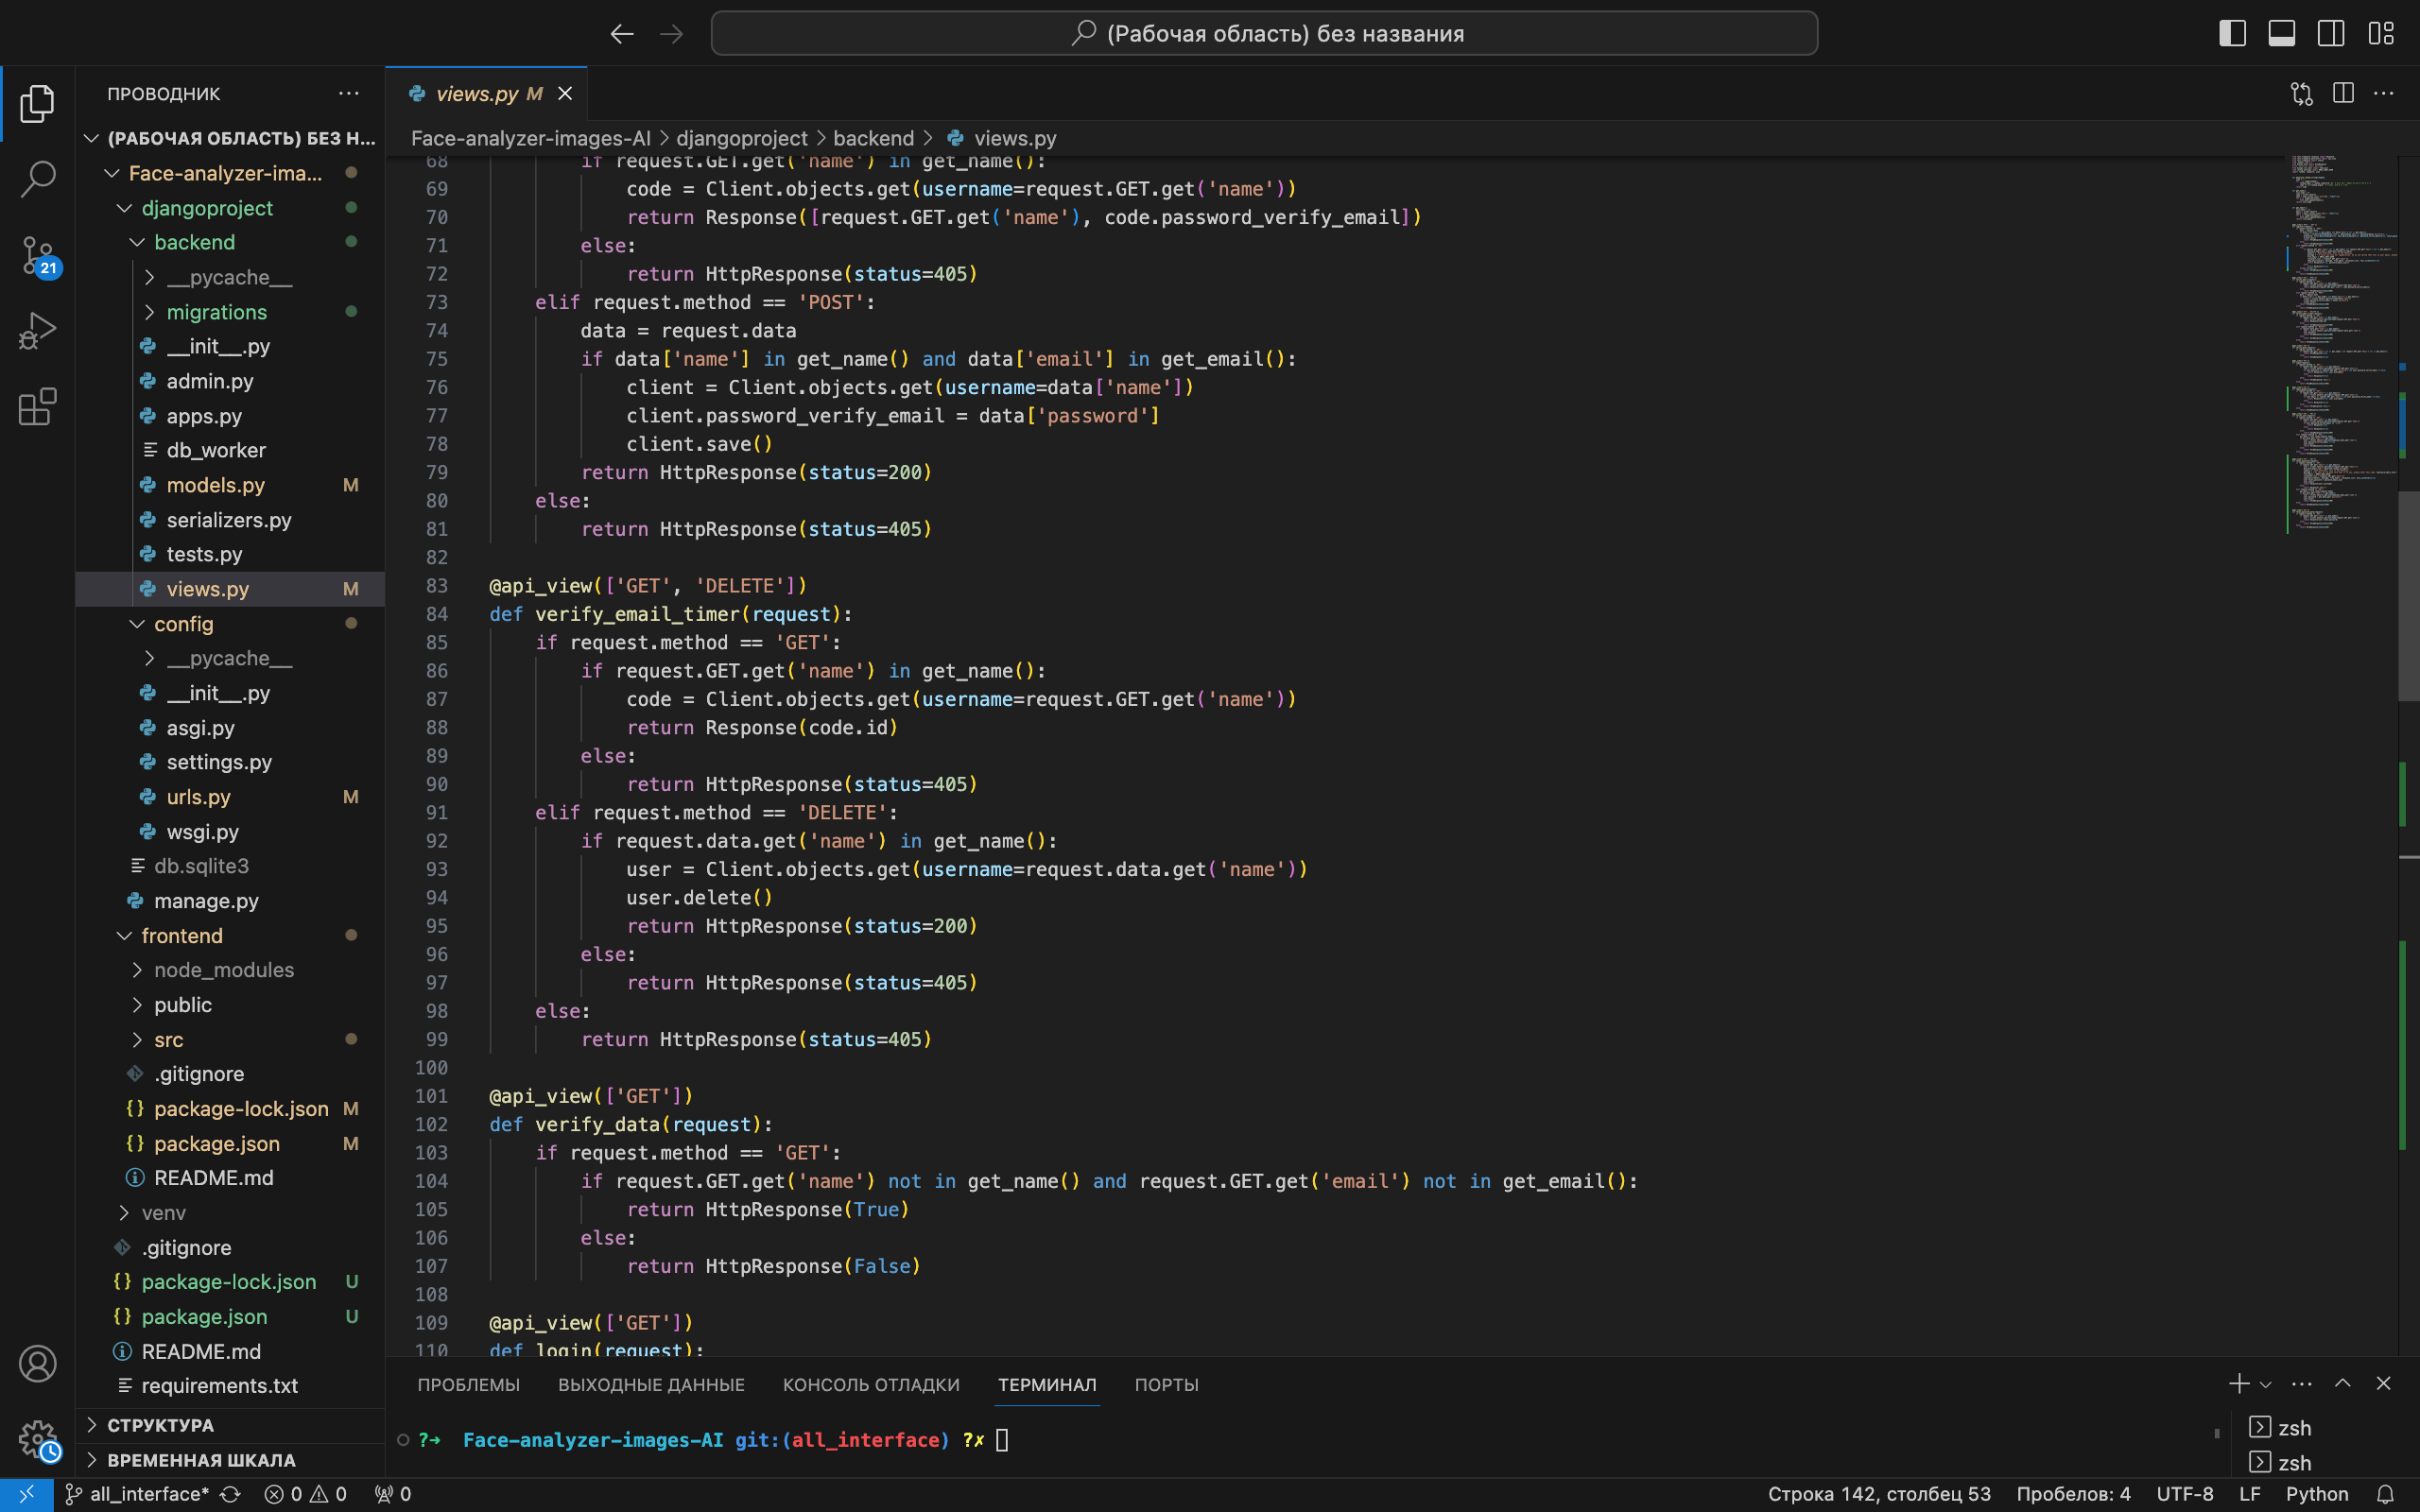 (Рабочая область) без названия
ПРОВОДНИК
(РАБОЧАЯ ОБЛАСТЬ) БЕЗ Н...
Face-analyzer-ima...
djangoproject
backend
__pycache__
migrations
__init__.py
admin.py
apps.py
db_worker
models.py M
serializers.py
tests.py
views.py M
config
__pycache__
__init__.py
asgi.py
settings.py
urls.py M
wsgi.py
db.sqlite3
manage.py
frontend
node_modules
public
src
.gitignore
package-lock.json M
package.json M
README.md
venv
.gitignore
package-lock.json U
package.json U
README.md
requirements.txt
СТРУКТУРА
ВРЕМЕННАЯ ШКАЛА
21
views.py M
Face-analyzer-images-AI > djangoproject > backend > views.py
68 if request.GET.get('name') in get_name():
69 code = Client.objects.get(username=request.GET.get('name'))
70 return Response([request.GET.get('name'), code.password_verify_email])
71 else:
72 return HttpResponse(status=405)
73 elif request.method == 'POST':
74 data = request.data
75 if data['name'] in get_name() and data['email'] in get_email():
76 client = Client.objects.get(username=data['name'])
77 client.password_verify_email = data['password']
78 client.save()
79 return HttpResponse(status=200)
80 else:
81 return HttpResponse(status=405)
82
83 @api_view(['GET', 'DELETE'])
84 def verify_email_timer(request):
85 if request.method == 'GET':
86 if request.GET.get('name') in get_name():
87 code = Client.objects.get(username=request.GET.get('name'))
88 return Response(code.id)
89 else:
90 return HttpResponse(status=405)
91 elif request.method == 'DELETE':
92 if request.data.get('name') in get_name():
93 user = Client.objects.get(username=request.data.get('name'))
94 user.delete()
95 return HttpResponse(status=200)
96 else:
97 return HttpResponse(status=405)
98 else:
99 return HttpResponse(status=405)
100
101 @api_view(['GET'])
102 def verify_data(request):
103 if request.method == 'GET':
104 if request.GET.get('name') not in get_name() and request.GET.get('email') not in get_email():
105 return HttpResponse(True)
106 else:
107 return HttpResponse(False)
108
109 @api_view(['GET'])
110 def login(request):
ПРОБЛЕМЫ ВЫХОДНЫЕ ДАННЫЕ КОНСОЛЬ ОТЛАДКИ ТЕРМИНАЛ ПОРТЫ
?→ Face-analyzer-images-AI git:(all_interface) ?✗
zsh
zsh
all_interface* 0 0 0 Строка 142, столбец 53 Пробелов: 4 UTF-8 LF Python